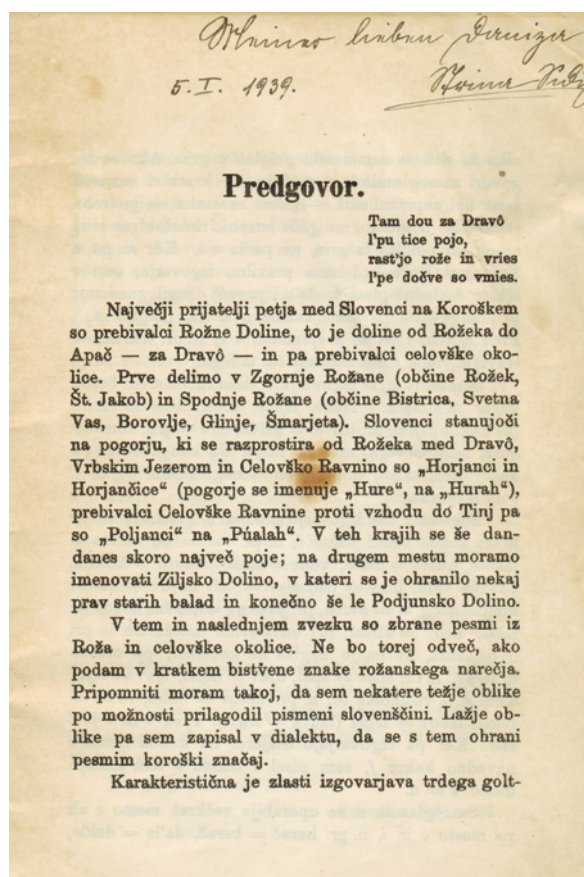 Meiner lieben Daniza
5. I. 1939.
Strina
Predgovor.
Tam dou za Dravô
l'pu tice pojo,
rast'jo rože in vries
l'pe dočve so vmies.
Največji prijatelji petja med Slovenci na Koroškem
so prebivalci Rožne Doline, to je doline od Rožeka do
Apač — za Dravô — in pa prebivalci celovške oko-
lice. Prve delimo v Zgornje Rožane (občine Rožek,
Št. Jakob) in Spodnje Rožane (občine Bistrica, Svetna
Vas, Borovlje, Glinje, Šmarjeta). Slovenci stanujoči
na pogorju, ki se razprostira od Rožeka med Dravô,
Vrbskim Jezerom in Celovško Ravnino so „Horjanci in
Horjančice“ (pogorje se imenuje „Hure“, na „Hurah“),
prebivalci Celovške Ravnine proti vzhodu do Tinj pa
so „Poljanci“ na „Púalah“. V teh krajih se še dan-
danes skoro največ poje; na drugem mestu moramo
imenovati Ziljsko Dolino, v kateri se je ohranilo nekaj
prav starih balad in konečno še le Podjunsko Dolino.
V tem in naslednjem zvezku so zbrane pesmi iz
Roža in celovške okolice. Ne bo torej odveč, ako
podam v kratkem bistvene znake rožanskega narečja.
Pripomniti moram takoj, da sem nekatere težje oblike
po možnosti prilagodil pismeni slovenščini. Lažje ob-
like pa sem zapisal v dialektu, da se s tem ohrani
pesmim koroški značaj.
Karakteristična je zlasti izgovarjava trdega golt-